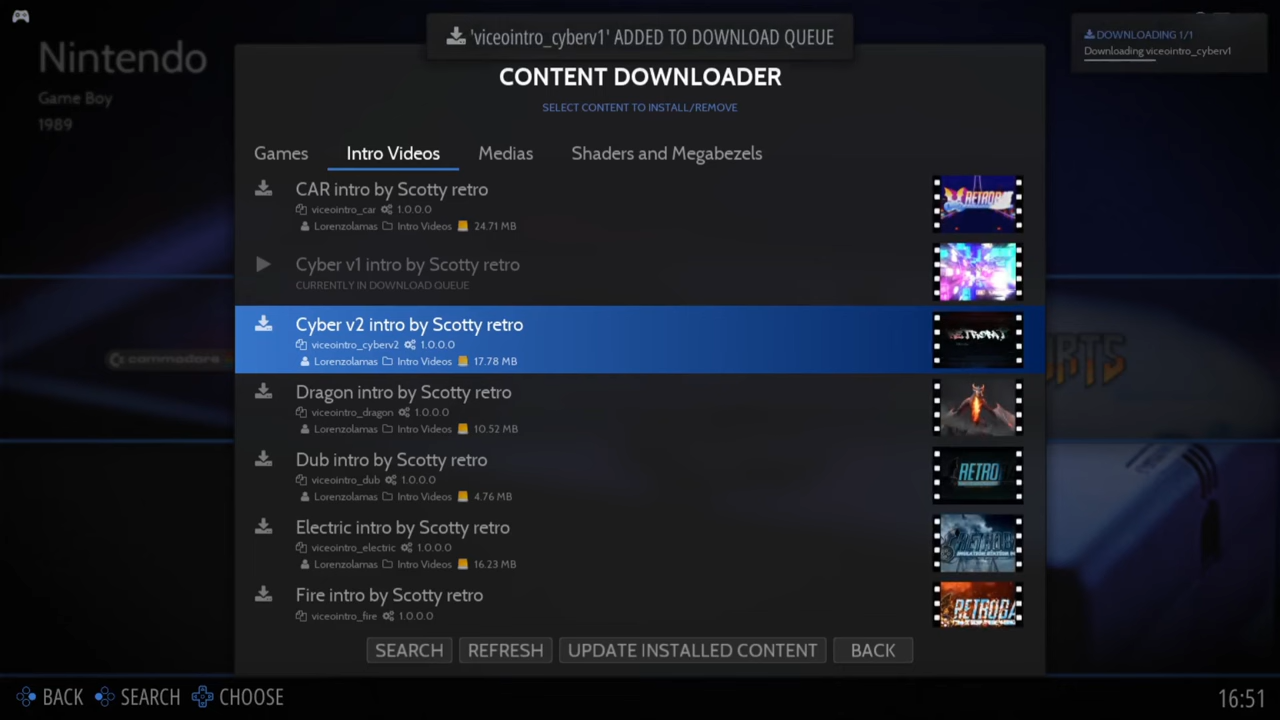 'viceointro_cyberv1' ADDED TO DOWNLOAD QUEUE
DOWNLOADING 1/1
Downloading viceointro_cyberv1
Nintendo
Game Boy
1989
CONTENT DOWNLOADER
SELECT CONTENT TO INSTALL/REMOVE
Games Intro Videos Medias Shaders and Megabezels
CAR intro by Scotty retro
viceointro_car 1.0.0.0
Lorenzolamas Intro Videos 24.71 MB
Cyber v1 intro by Scotty retro
CURRENTLY IN DOWNLOAD QUEUE
Cyber v2 intro by Scotty retro
viceointro_cyberv2 1.0.0.0
Lorenzolamas Intro Videos 17.78 MB
commodore
Dragon intro by Scotty retro
viceointro_dragon 1.0.0.0
Lorenzolamas Intro Videos 10.52 MB
Dub intro by Scotty retro
viceointro_dub 1.0.0.0
Lorenzolamas Intro Videos 4.76 MB
RETRO
Electric intro by Scotty retro
viceointro_electric 1.0.0.0
Lorenzolamas Intro Videos 16.23 MB
Fire intro by Scotty retro
viceointro_fire 1.0.0.0
RETROBA
SEARCH REFRESH UPDATE INSTALLED CONTENT BACK
BACK SEARCH CHOOSE 16:51